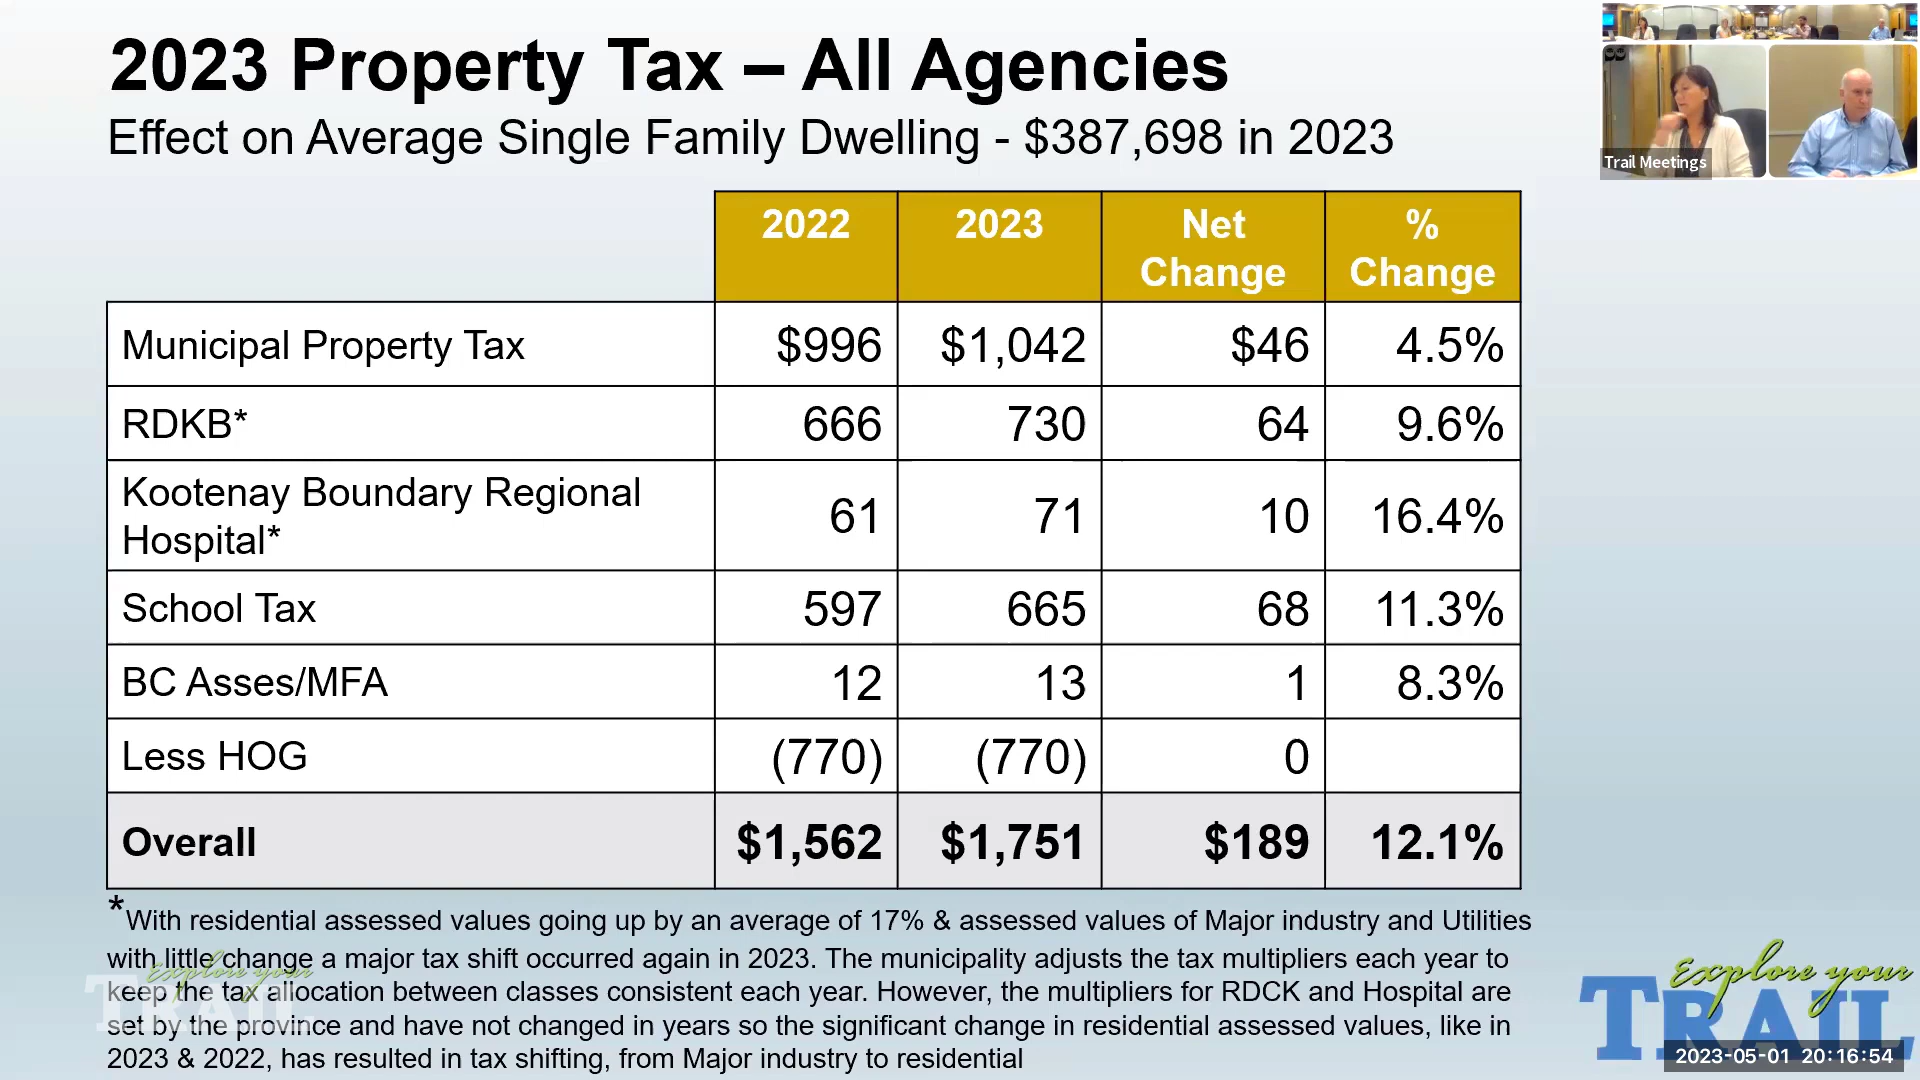 2023 Property Tax – All Agencies
Effect on Average Single Family Dwelling - $387,698 in 2023
2022 2023 Net Change % Change
Municipal Property Tax $996 $1,042 $46 4.5%
RDKB* 666 730 64 9.6%
Kootenay Boundary Regional Hospital* 61 71 10 16.4%
School Tax 597 665 68 11.3%
BC Asses/MFA 12 13 1 8.3%
Less HOG (770) (770) 0
Overall $1,562 $1,751 $189 12.1%
*With residential assessed values going up by an average of 17% & assessed values of Major industry and Utilities
with little change a major tax shift occurred again in 2023. The municipality adjusts the tax multipliers each year to
keep the tax allocation between classes consistent each year. However, the multipliers for RDCK and Hospital are
set by the province and have not changed in years so the significant change in residential assessed values, like in
2023 & 2022, has resulted in tax shifting, from Major industry to residential
Trail Meetings
Explore your
TRAIL
Explore your
TRAIL
2023-05-01 20:16:54